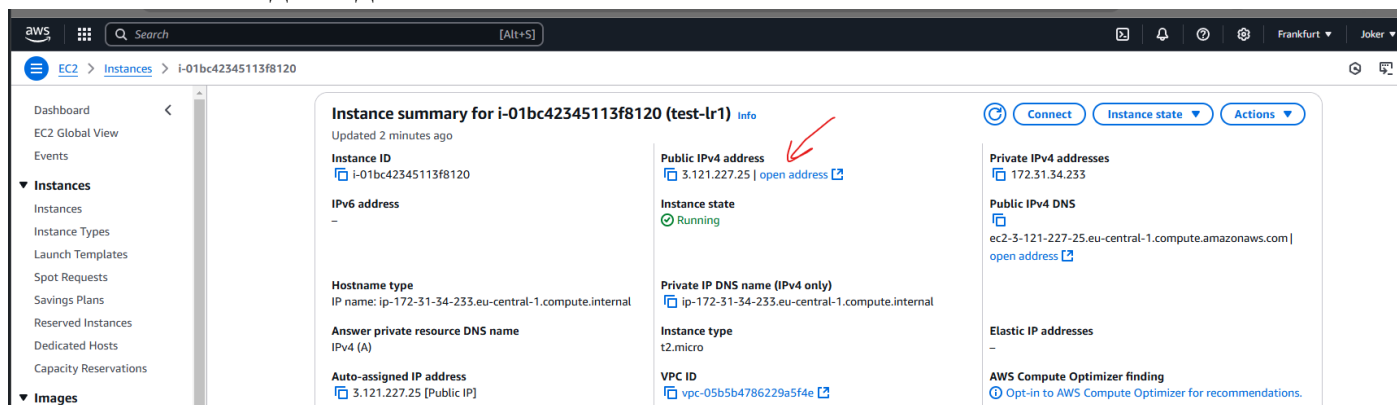 aws
Search
[Alt+S]
Frankfurt
Joker
EC2 > Instances > i-01bc42345113f8120
Dashboard
EC2 Global View
Events
Instances
Instances
Instance Types
Launch Templates
Spot Requests
Savings Plans
Reserved Instances
Dedicated Hosts
Capacity Reservations
Images
Instance summary for i-01bc42345113f8120 (test-lr1) Info
Updated 2 minutes ago
Connect
Instance state
Actions
Instance ID
i-01bc42345113f8120
Public IPv4 address
3.121.227.25 | open address
Private IPv4 addresses
172.31.34.233
IPv6 address
–
Instance state
Running
Public IPv4 DNS
ec2-3-121-227-25.eu-central-1.compute.amazonaws.com |
open address
Hostname type
IP name: ip-172-31-34-233.eu-central-1.compute.internal
Private IP DNS name (IPv4 only)
ip-172-31-34-233.eu-central-1.compute.internal
Answer private resource DNS name
IPv4 (A)
Instance type
t2.micro
Elastic IP addresses
–
Auto-assigned IP address
3.121.227.25 [Public IP]
VPC ID
vpc-05b5b4786229a5f4e
AWS Compute Optimizer finding
Opt-in to AWS Compute Optimizer for recommendations.